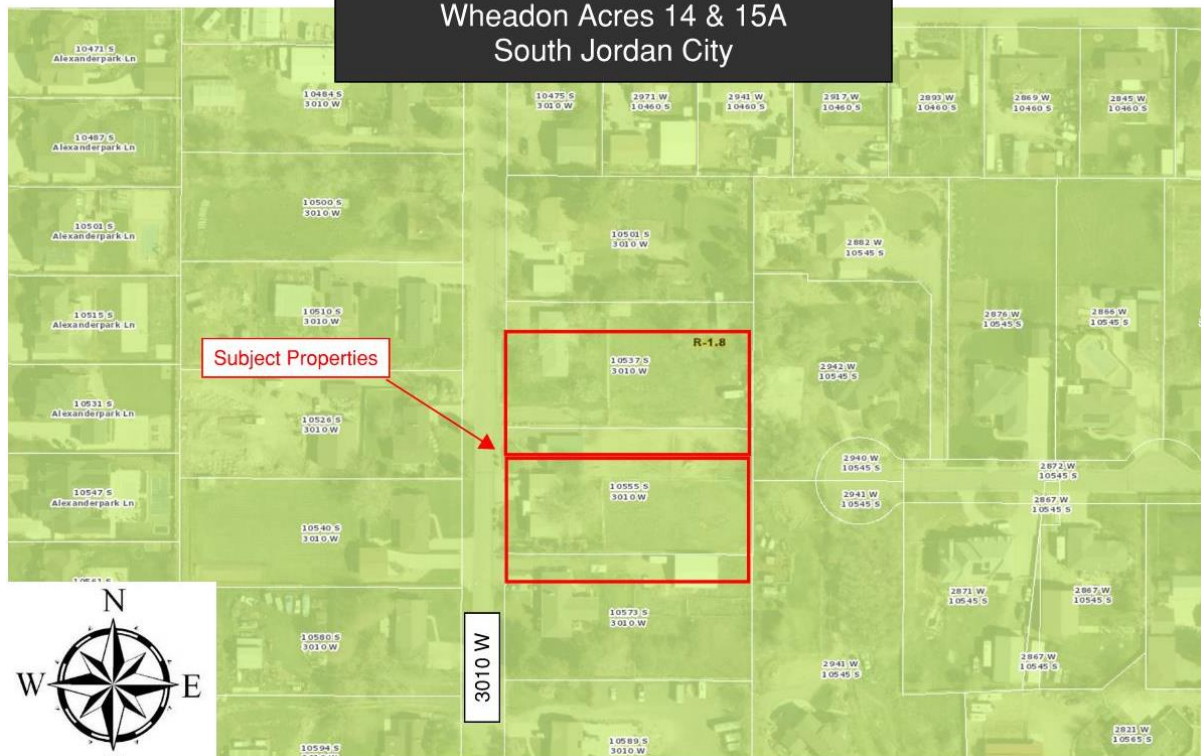 Wheadon Acres 14 & 15A
South Jordan City
10471 S
Alexanderpark Ln
10484 S
3010 W
10475 S
3010 W
2971 W
10460 S
2941 W
10460 S
2917 W
10460 S
2893 W
10460 S
2869 W
10460 S
2845 W
10460 S
10487 S
Alexanderpark Ln
10500 S
3010 W
10501 S
Alexanderpark Ln
10501 S
3010 W
2882 W
10545 S
10515 S
Alexanderpark Ln
10510 S
3010 W
2876 W
10545 S
2866 W
10545 S
R-1.8
Subject Properties
10537 S
3010 W
2942 W
10545 S
10531 S
Alexanderpark Ln
10526 S
3010 W
2940 W
10545 S
2872 W
10545 S
10547 S
Alexanderpark Ln
10555 S
3010 W
2941 W
10545 S
2867 W
10545 S
10540 S
3010 W
10561 S
2871 W
10545 S
2867 W
10545 S
N
W
E
10580 S
3010 W
3010 W
10573 S
3010 W
2941 W
10545 S
2867 W
10545 S
10594 S
10589 S
3010 W
2821 W
10565 S